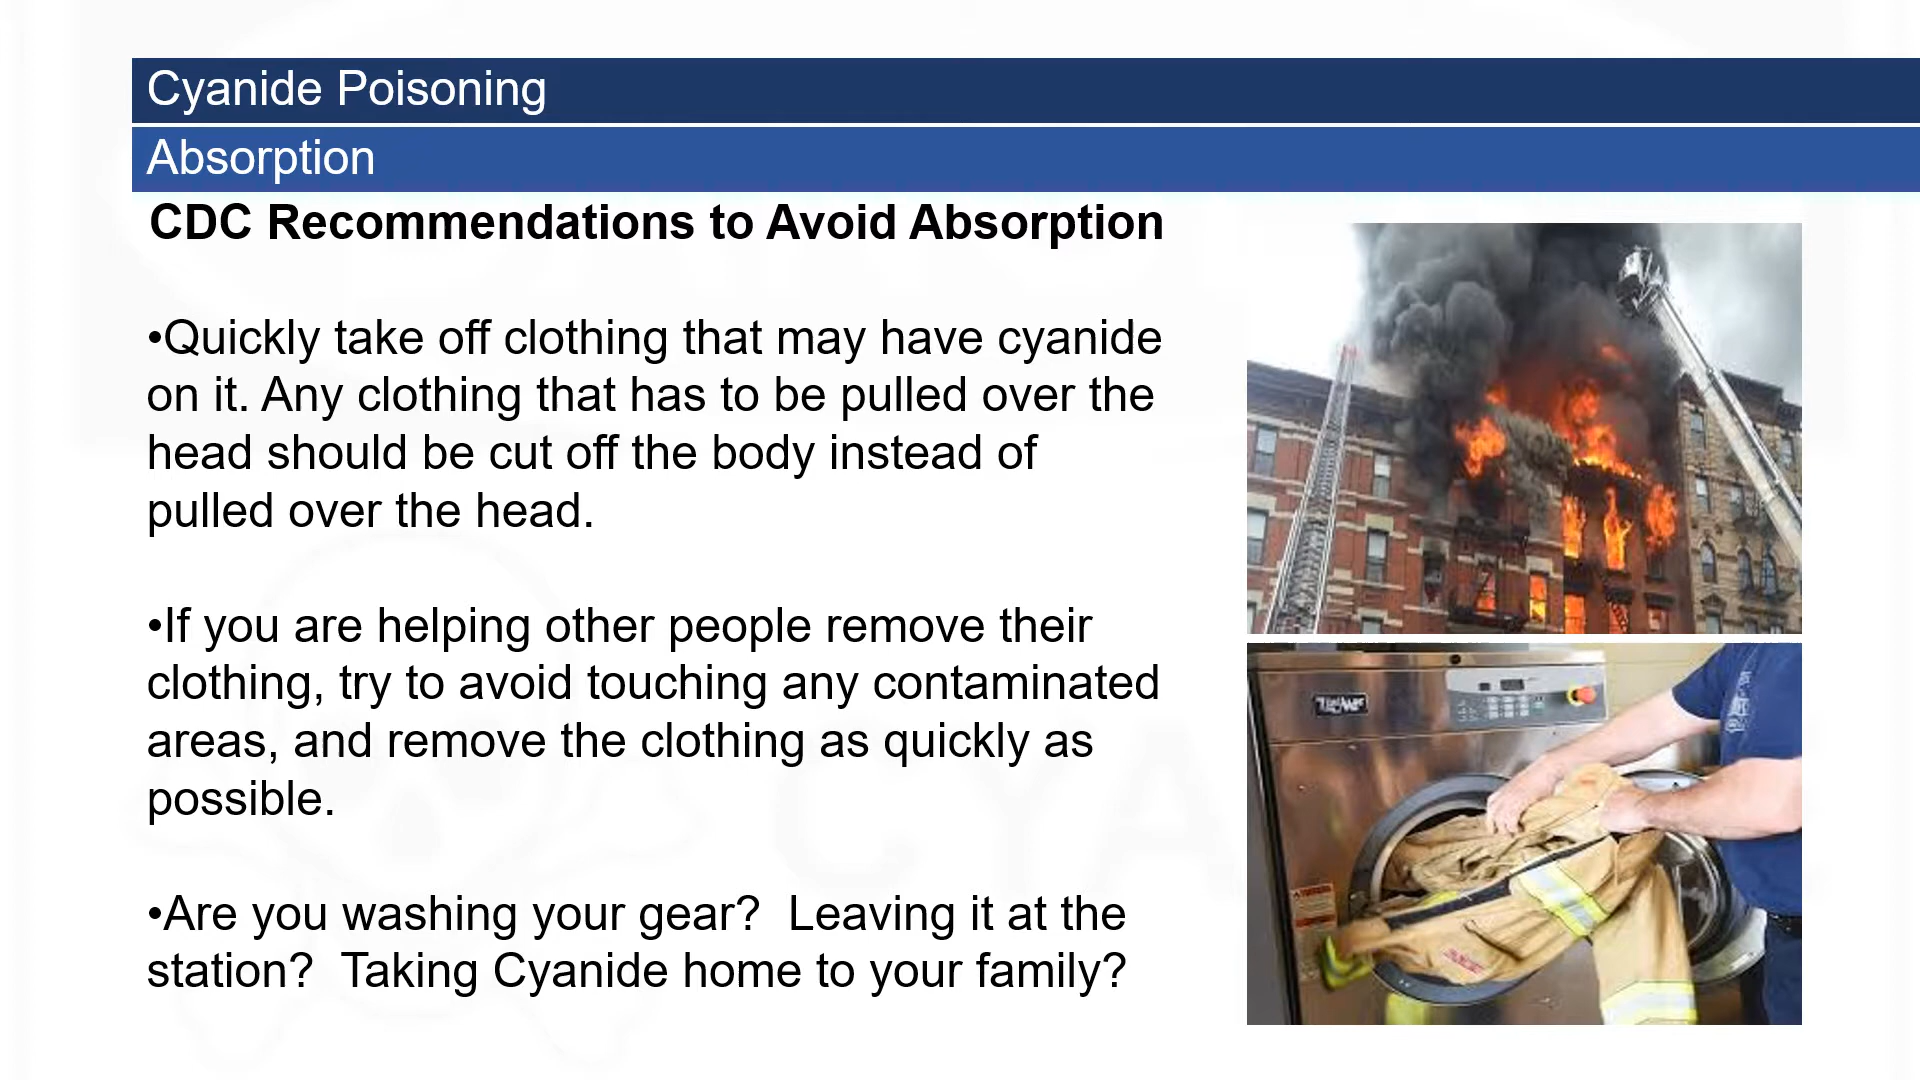 Cyanide Poisoning
Absorption
CDC Recommendations to Avoid Absorption
•Quickly take off clothing that may have cyanide
on it. Any clothing that has to be pulled over the
head should be cut off the body instead of
pulled over the head.
•If you are helping other people remove their
clothing, try to avoid touching any contaminated
areas, and remove the clothing as quickly as
possible.
•Are you washing your gear?  Leaving it at the
station?  Taking Cyanide home to your family?
CYA